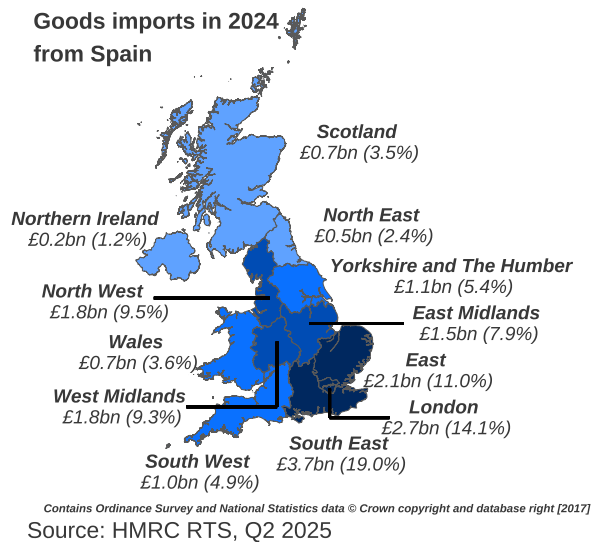 Goods imports in 2024
from Spain
Scotland
£0.7bn (3.5%)
Northern Ireland
£0.2bn (1.2%)
North East
£0.5bn (2.4%)
Yorkshire and The Humber
£1.1bn (5.4%)
North West
£1.8bn (9.5%)
East Midlands
£1.5bn (7.9%)
Wales
£0.7bn (3.6%)
East
£2.1bn (11.0%)
West Midlands
£1.8bn (9.3%)
London
£2.7bn (14.1%)
South East
£3.7bn (19.0%)
South West
£1.0bn (4.9%)
Contains Ordinance Survey and National Statistics data © Crown copyright and database right [2017]
Source: HMRC RTS, Q2 2025